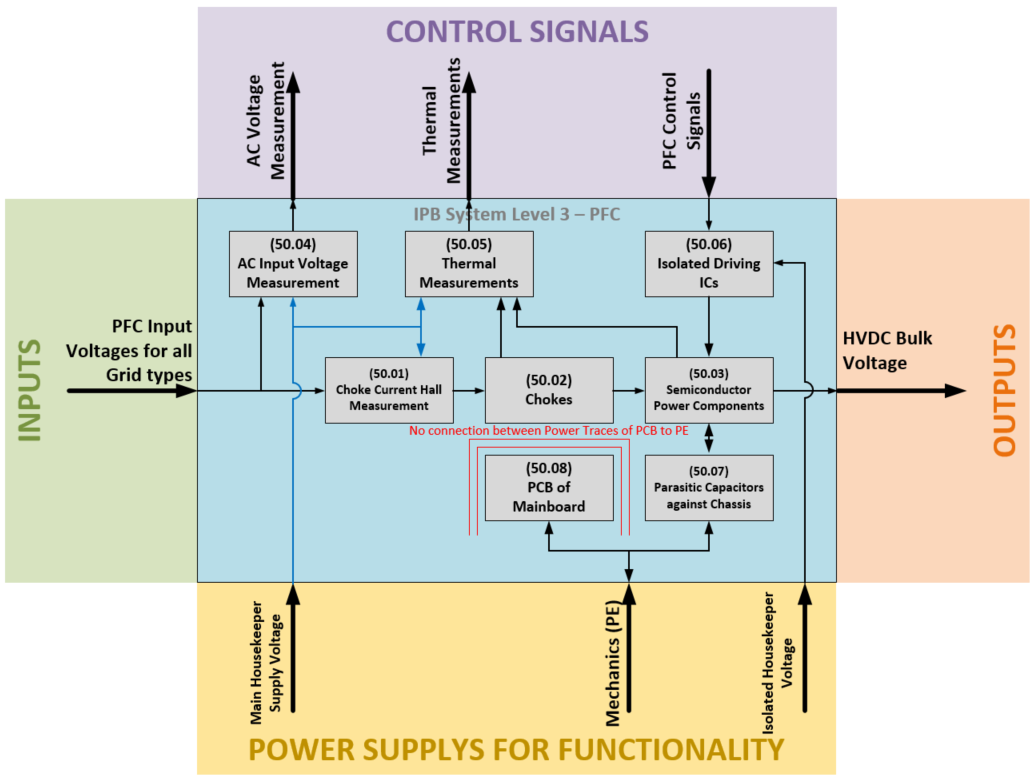 CONTROL SIGNALS
AC Voltage
Measurement
Thermal
Measurements
PFC Control
Signals
IPB System Level 3 – PFC
(50.04)
AC Input Voltage
Measurement
(50.05)
Thermal
Measurements
(50.06)
Isolated Driving
ICs
INPUTS
PFC Input
Voltages for all
Grid types
(50.01)
Choke Current Hall
Measurement
(50.02)
Chokes
(50.03)
Semiconductor
Power Components
HVDC Bulk
Voltage
OUTPUTS
No connection between Power Traces of PCB to PE
(50.08)
PCB of
Mainboard
(50.07)
Parasitic Capacitors
against Chassis
Main Housekeeper
Supply Voltage
Mechanics (PE)
Isolated Housekeeper
Voltage
POWER SUPPLYS FOR FUNCTIONALITY